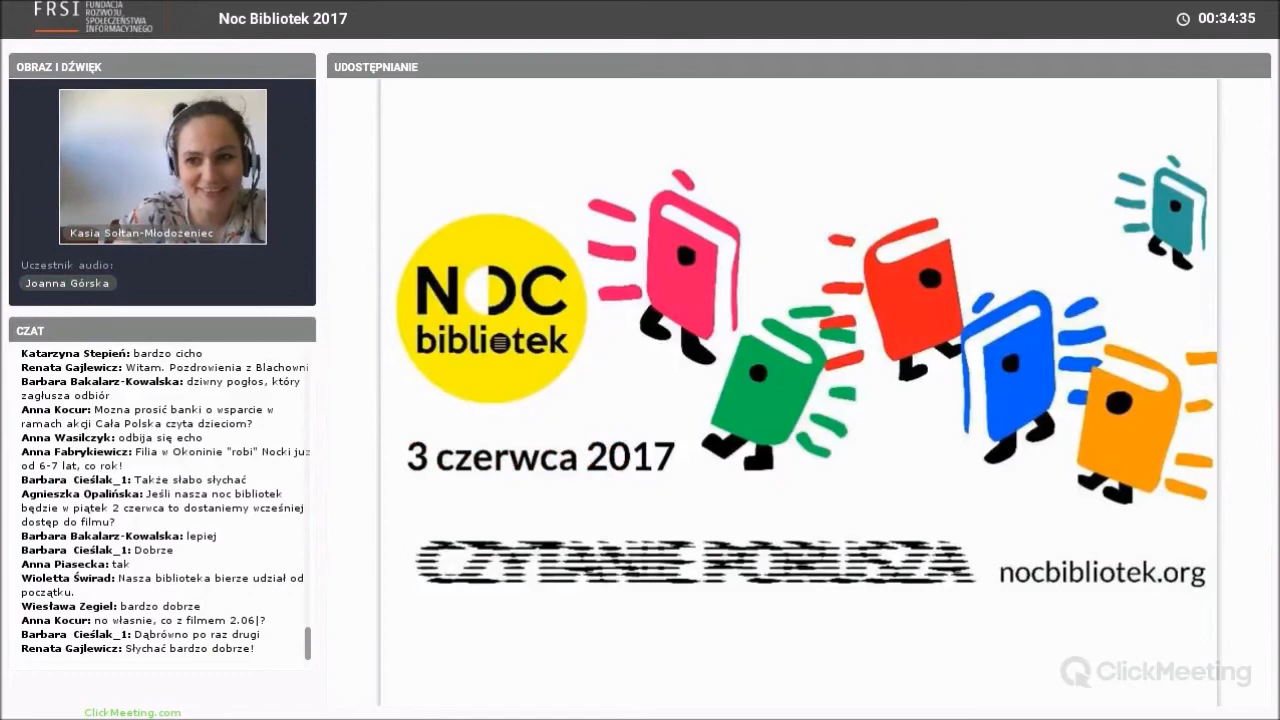 FRSI
FUNDACJA
ROZWOJU
SPOŁECZEŃSTWA
INFORMACYJNEGO
Noc Bibliotek 2017
00:34:35
OBRAZ I DŹWIĘK
Kasia Sołtan-Młodożeniec
Uczestnik audio:
Joanna Górska
CZAT
Katarzyna Stepień: bardzo cicho
Renata Gajlewicz: Witam. Pozdrowienia z Blachowni
Barbara Bakalarz-Kowalska: dziwny pogłos, który
zagłusza odbiór
Anna Kocur: Mozna prosić banki o wsparcie w
ramach akcji Cała Polska czyta dzieciom?
Anna Wasilczyk: odbija się echo
Anna Fabrykiewicz: Filia w Okoninie "robi" Nocki już
od 6-7 lat, co rok!
Barbara Cieślak_1: Także słabo słychać
Agnieszka Opalińska: Jeśli nasza noc bibliotek
będzie w piątek 2 czerwca to dostaniemy wcześniej
dostęp do filmu?
Barbara Bakalarz-Kowalska: lepiej
Barbara Cieślak_1: Dobrze
Anna Piasecka: tak
Wioletta Świrad: Nasza biblioteka bierze udział od
początku.
Wiesława Zegiel: bardzo dobrze
Anna Kocur: no własnie, co z filmem 2.06|?
Barbara Cieślak_1: Dąbrówno po raz drugi
Renata Gajlewicz: Słychać bardzo dobrze!
ClickMeeting.com
UDOSTĘPNIANIE
NOC
bibliotek
3 czerwca 2017
CZYTANIE PORUSZA
nocbibliotek.org
ClickMeeting